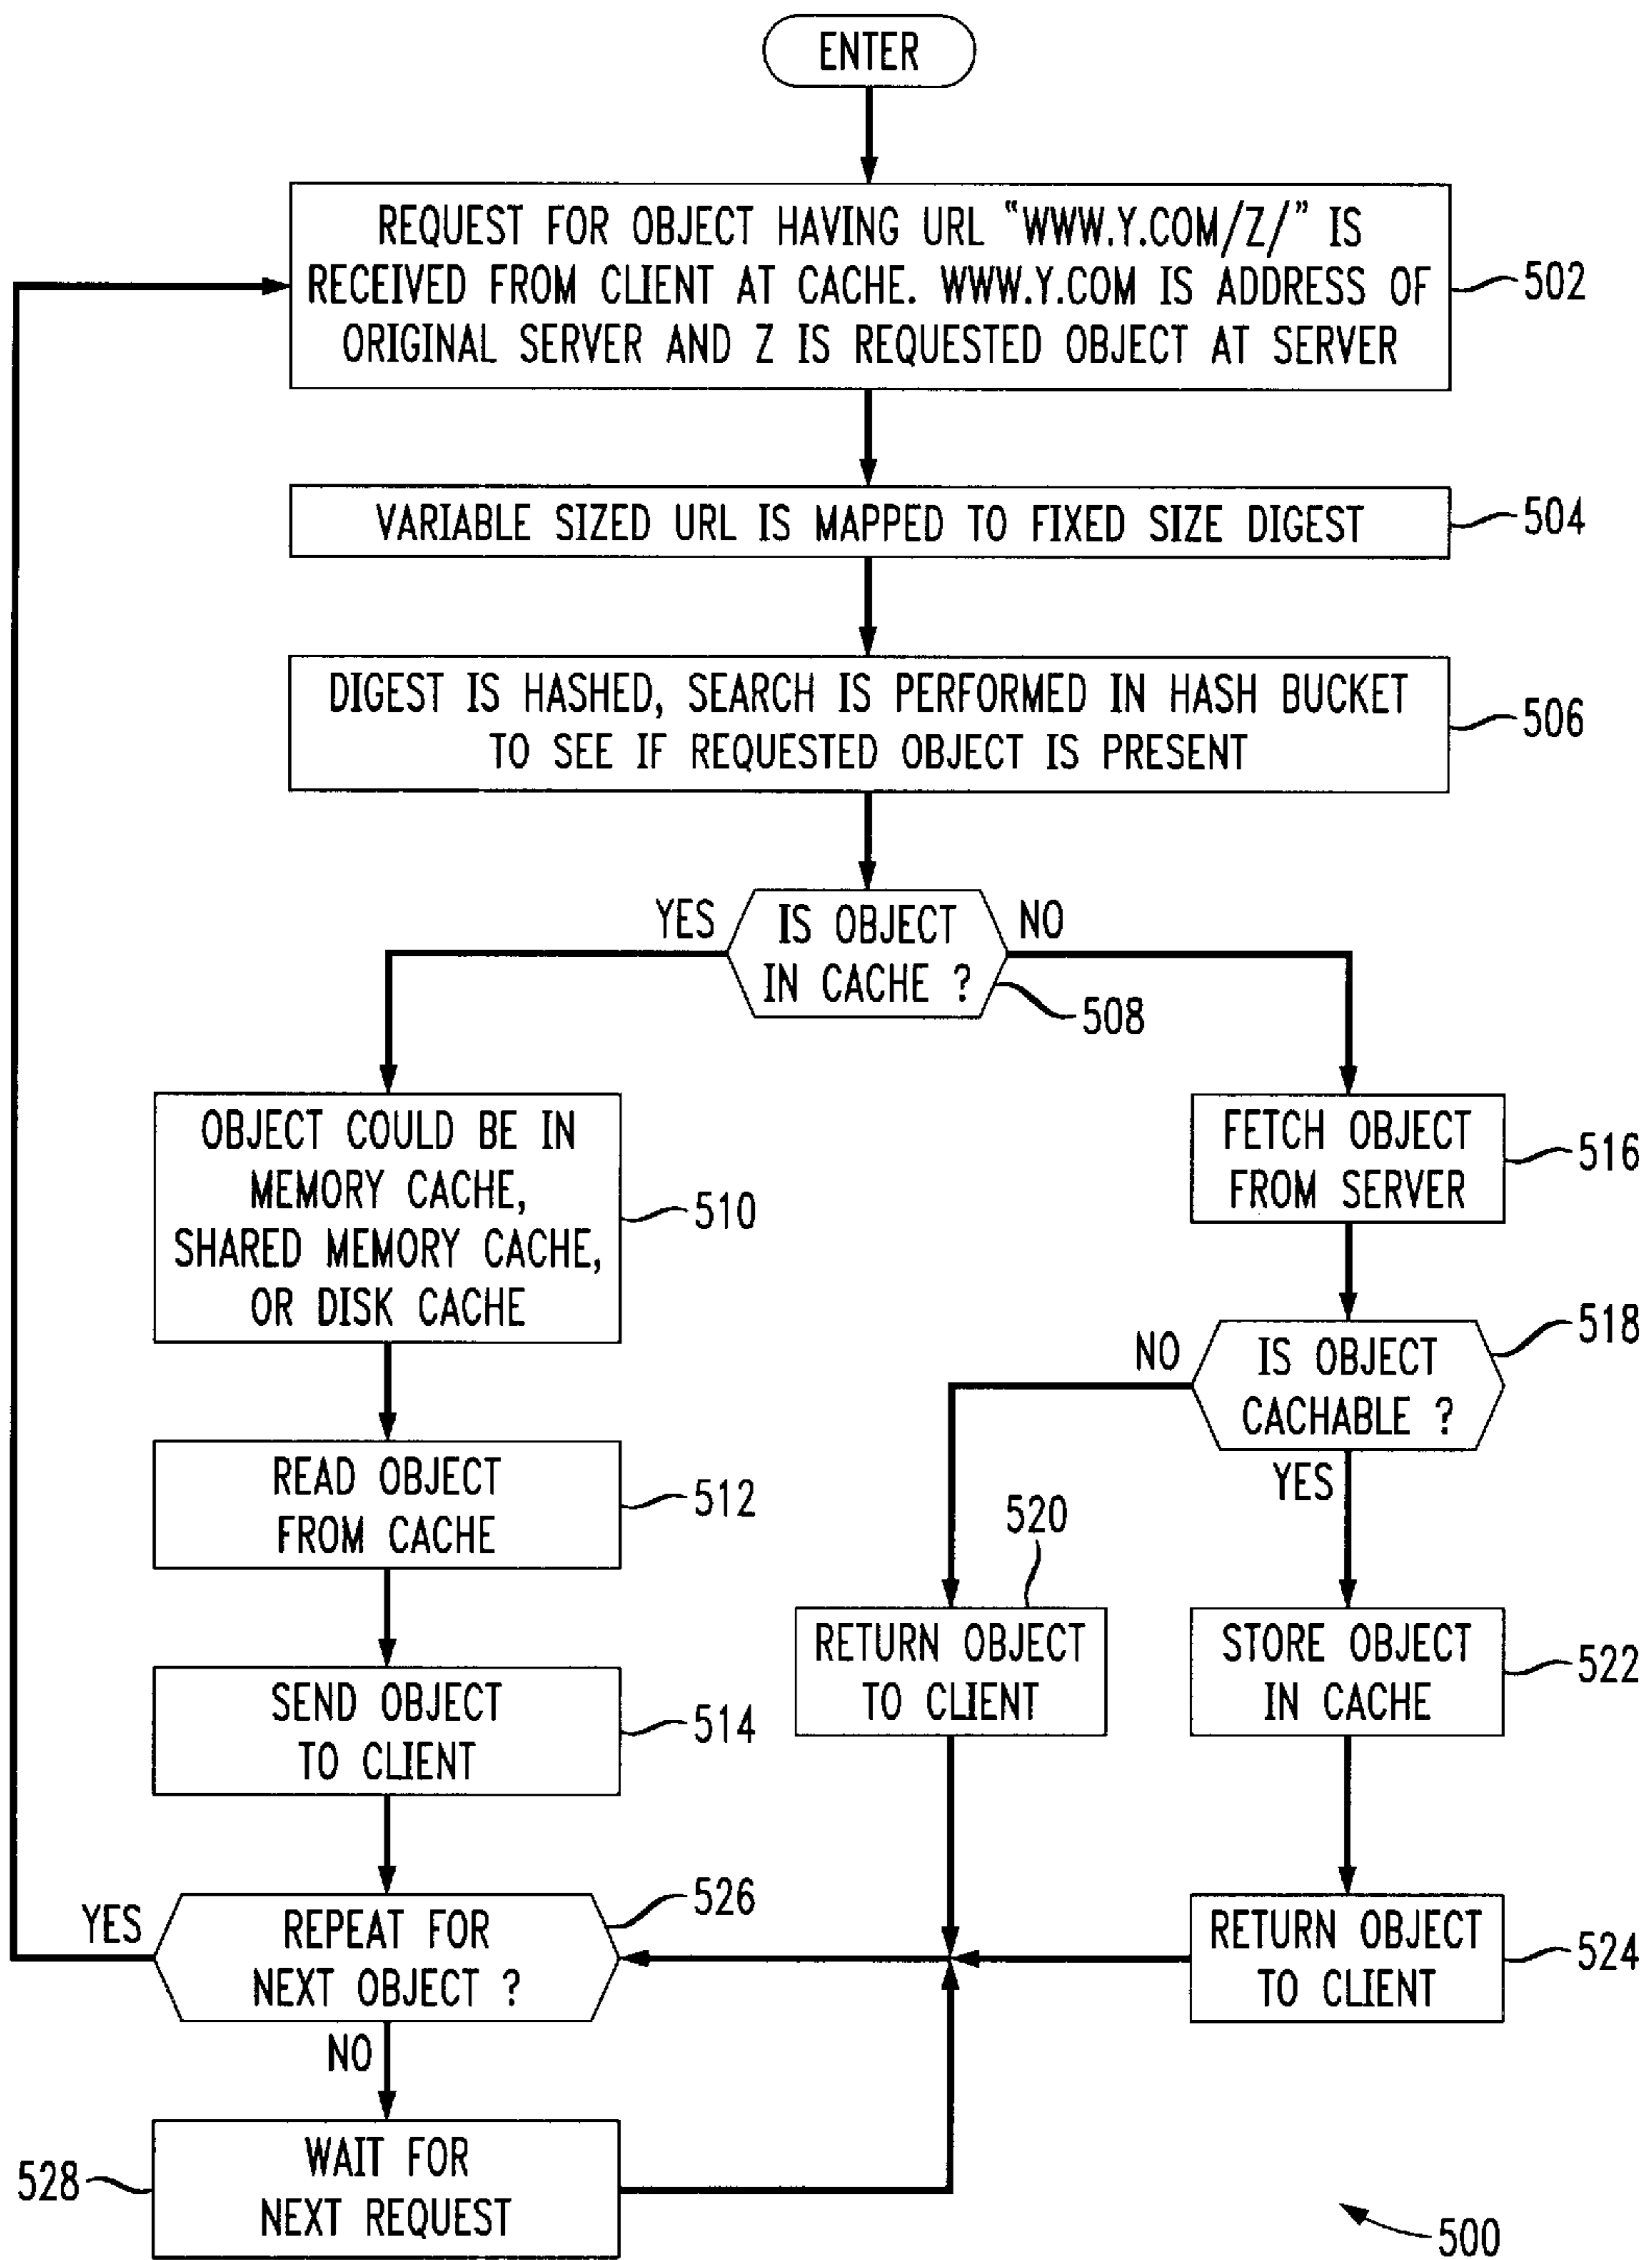 ENTER
REQUEST FOR OBJECT HAVING URL “WWW.Y.COM/Z/” IS
RECEIVED FROM CLIENT AT CACHE. WWW.Y.COM IS ADDRESS OF
ORIGINAL SERVER AND Z IS REQUESTED OBJECT AT SERVER
502
VARIABLE SIZED URL IS MAPPED TO FIXED SIZE DIGEST
504
DIGEST IS HASHED, SEARCH IS PERFORMED IN HASH BUCKET
TO SEE IF REQUESTED OBJECT IS PRESENT
506
YES
IS OBJECT
IN CACHE ?
NO
508
OBJECT COULD BE IN
MEMORY CACHE,
SHARED MEMORY CACHE,
OR DISK CACHE
510
FETCH OBJECT
FROM SERVER
516
NO
IS OBJECT
CACHABLE ?
518
YES
READ OBJECT
FROM CACHE
512
520
RETURN OBJECT
TO CLIENT
STORE OBJECT
IN CACHE
522
SEND OBJECT
TO CLIENT
514
YES
REPEAT FOR
NEXT OBJECT ?
526
NO
RETURN OBJECT
TO CLIENT
524
WAIT FOR
NEXT REQUEST
528
500